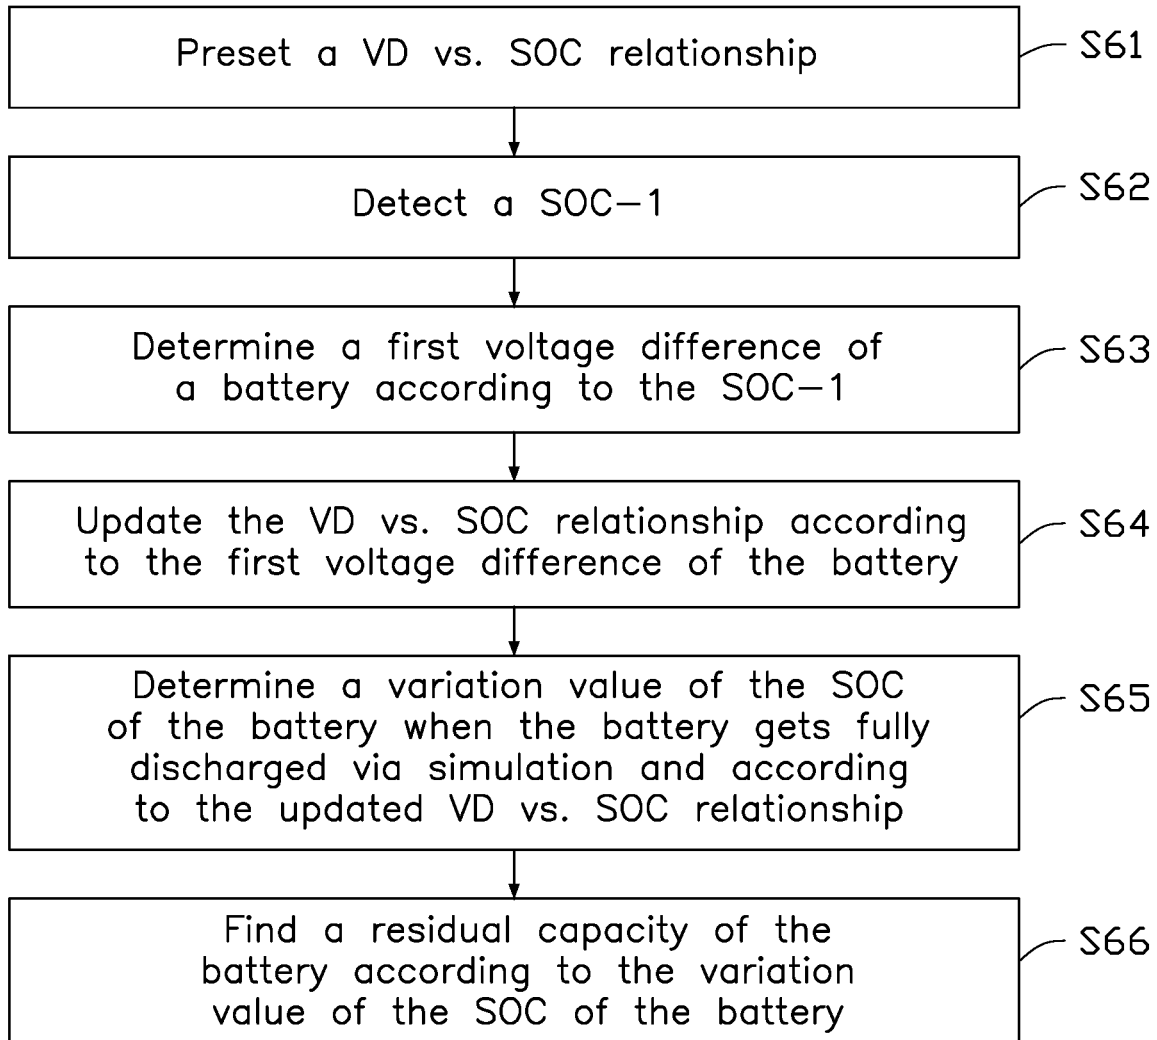 Preset a VD vs. SOC relationship
S61
Detect a SOC-1
S62
Determine a first voltage difference of
a battery according to the SOC-1
S63
Update the VD vs. SOC relationship according
to the first voltage difference of the battery
S64
Determine a variation value of the SOC
of the battery when the battery gets fully
discharged via simulation and according
to the updated VD vs. SOC relationship
S65
Find a residual capacity of the
battery according to the variation
value of the SOC of the battery
S66